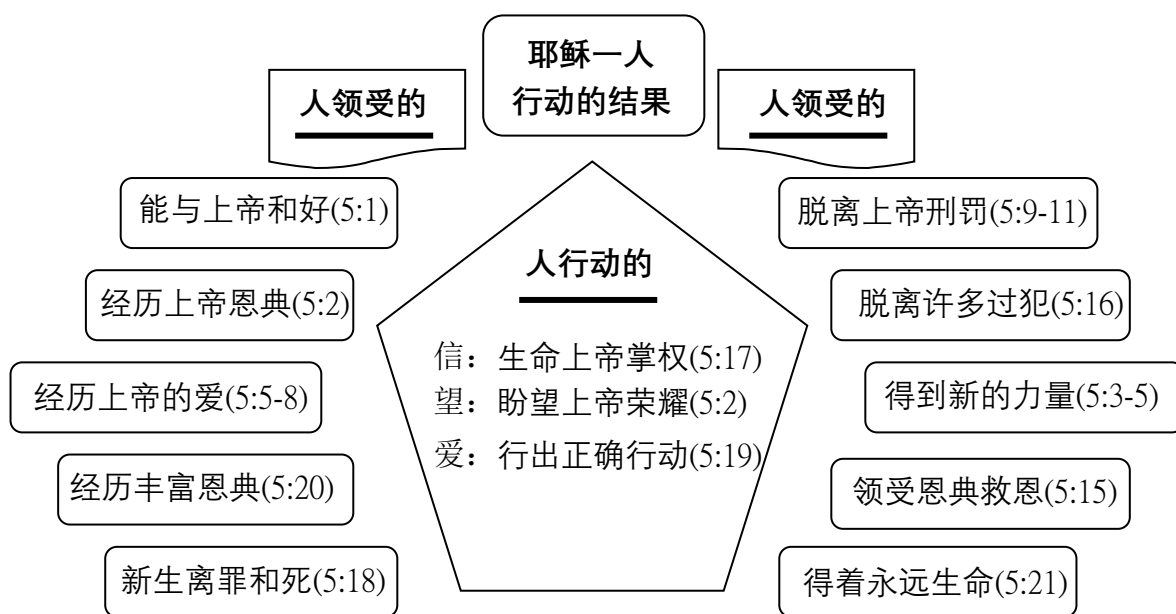 耶稣一人
行动的结果
人领受的
能与上帝和好(5:1)
经历上帝恩典(5:2)
经历上帝的爱(5:5-8)
经历丰富恩典(5:20)
新生离罪和死(5:18)
人行动的
信：生命上帝掌权(5:17)
望：盼望上帝荣耀(5:2)
爱：行出正确行动(5:19)
人领受的
脱离上帝刑罚(5:9-11)
脱离许多过犯(5:16)
得到新的力量(5:3-5)
领受恩典救恩(5:15)
得着永远生命(5:21)